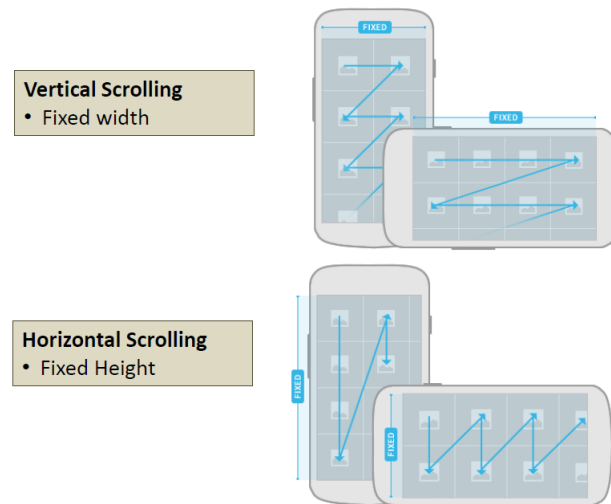 FIXED
Vertical Scrolling
• Fixed width
FIXED
Horizontal Scrolling
• Fixed Height
FIXED
FIXED